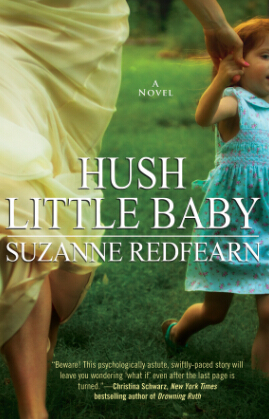 A
NOVEL
HUSH
LITTLE BABY
SUZANNE REDFEARN
"Beware! This psychologically astute, swiftly-paced story will
leave you wondering 'what if' even after the last page is
turned."—Christina Schwarz, New York Times
bestselling author of Drowning Ruth